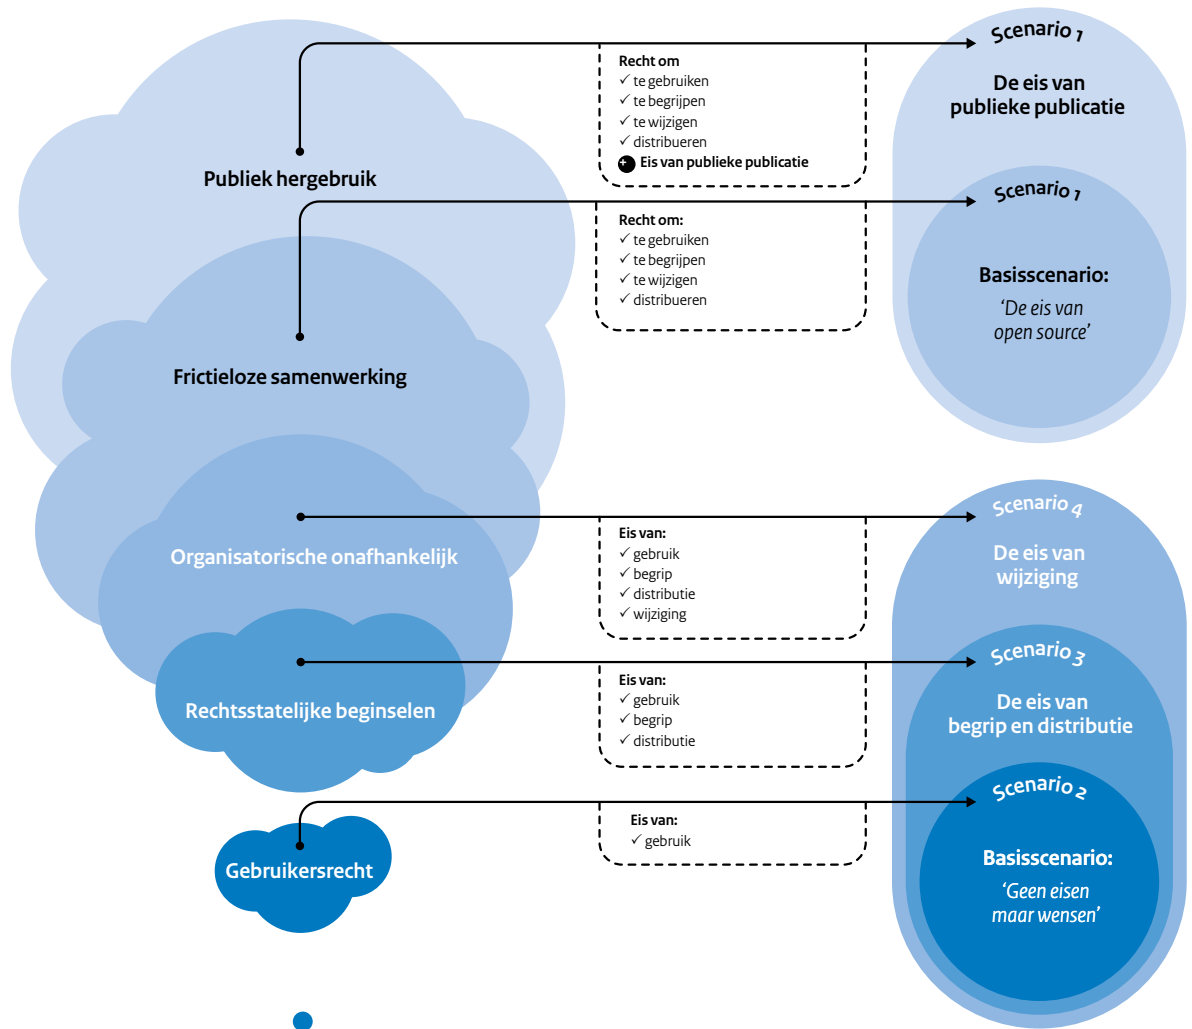 Scenario 1
De eis van
publieke publicatie
Recht om
✓ te gebruiken
✓ te begrijpen
✓ te wijzigen
✓ distribueren
+ Eis van publieke publicatie
Publiek hergebruik
Scenario 1
Recht om:
✓ te gebruiken
✓ te begrijpen
✓ te wijzigen
✓ distribueren
Basisscenario:
‘De eis van
open source’
Frictieloze samenwerking
Scenario 4
De eis van
wijziging
Eis van:
✓ gebruik
✓ begrip
✓ distributie
✓ wijziging
Organisatorische onafhankelijk
Scenario 3
De eis van
begrip en distributie
Eis van:
✓ gebruik
✓ begrip
✓ distributie
Rechtsstatelijke beginselen
Scenario 2
Eis van:
✓ gebruik
Basisscenario:
‘Geen eisen
maar wensen’
Gebruikersrecht